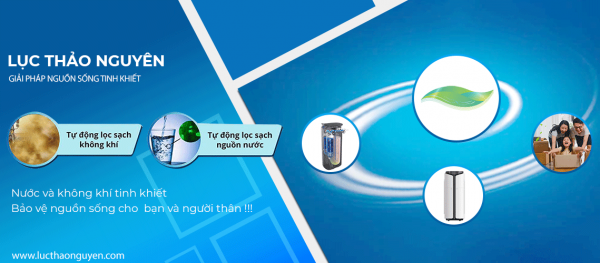 LỤC THẢO NGUYÊN
GIẢI PHÁP NGUỒN SỐNG TINH KHIẾT
Tự động lọc sạch
không khí
Tự động lọc sạch
nguồn nước
Nước và không khí tinh khiết
Bảo vệ nguồn sống cho bạn và người thân !!!
www.lucthaonguyen.com